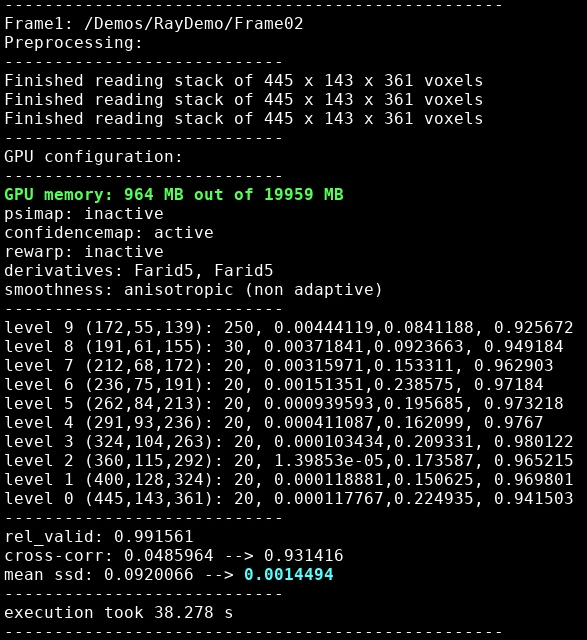 --------------------------------------------------
Frame1: /Demos/RayDemo/Frame02
Preprocessing:
----------------------------
Finished reading stack of 445 x 143 x 361 voxels
Finished reading stack of 445 x 143 x 361 voxels
Finished reading stack of 445 x 143 x 361 voxels
----------------------------
GPU configuration:
----------------------------
GPU memory: 964 MB out of 19959 MB
psimap: inactive
confidencemap: active
rewarp: inactive
derivatives: Farid5, Farid5
smoothness: anisotropic (non adaptive)
----------------------------
level 9 (172,55,139): 250, 0.00444119,0.0841188, 0.925672
level 8 (191,61,155): 30, 0.00371841,0.0923663, 0.949184
level 7 (212,68,172): 20, 0.00315971,0.153311, 0.962903
level 6 (236,75,191): 20, 0.00151351,0.238575, 0.97184
level 5 (262,84,213): 20, 0.000939593,0.195685, 0.973218
level 4 (291,93,236): 20, 0.000411087,0.162099, 0.9767
level 3 (324,104,263): 20, 0.000103434,0.209331, 0.980122
level 2 (360,115,292): 20, 1.39853e-05,0.173587, 0.965215
level 1 (400,128,324): 20, 0.000118881,0.150625, 0.969801
level 0 (445,143,361): 20, 0.000117767,0.224935, 0.941503
----------------------------
rel_valid: 0.991561
cross-corr: 0.0485964 --> 0.931416
mean ssd: 0.0920066 --> 0.0014494
----------------------------
execution took 38.278 s
--------------------------------------------------